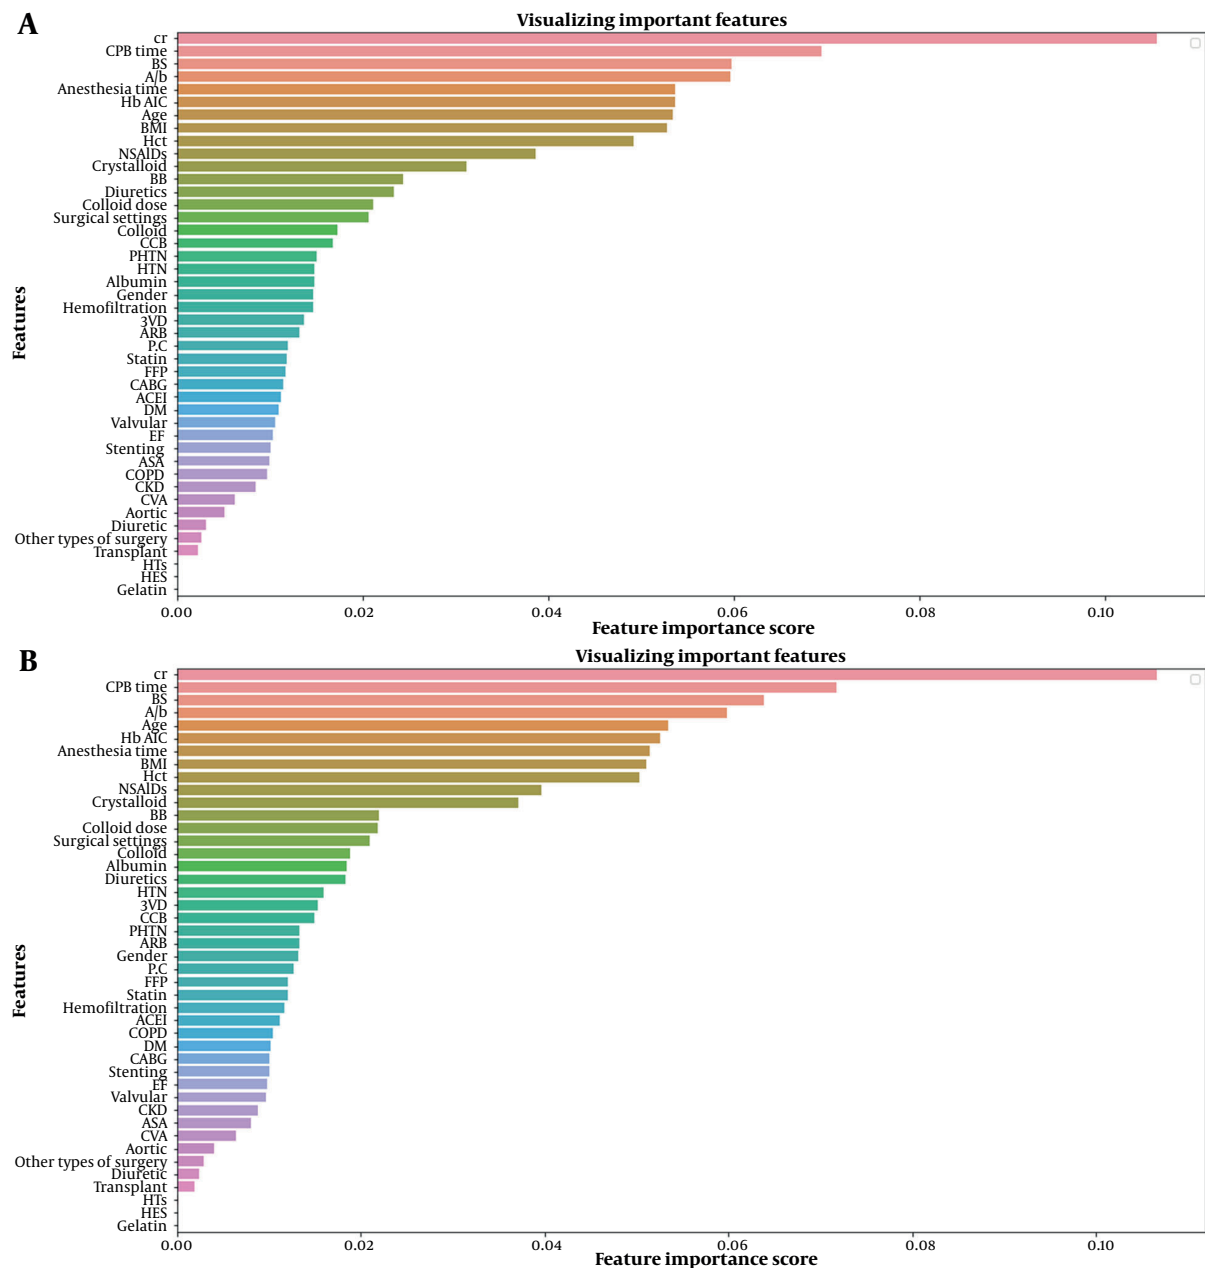 A
Visualizing important features
cr
CPB time
BS
A/b
Anesthesia time
Hb AIC
Age
BMI
Hct
NSAlDs
Crystalloid
BB
Diuretics
Colloid dose
Surgical settings
Colloid
CCB
PHTN
HTN
Albumin
Gender
Hemofiltration
3VD
ARB
P.C
Statin
FFP
CABG
ACEI
DM
Valvular
EF
Stenting
ASA
COPD
CKD
CVA
Aortic
Diuretic
Other types of surgery
Transplant
HTs
HES
Gelatin
Features
0.00 0.02 0.04 0.06 0.08 0.10
Feature importance score
B
Visualizing important features
cr
CPB time
BS
A/b
Age
Hb AIC
Anesthesia time
BMI
Hct
NSAlDs
Crystalloid
BB
Colloid dose
Surgical settings
Colloid
Albumin
Diuretics
HTN
3VD
CCB
PHTN
ARB
Gender
P.C
FFP
Statin
Hemofiltration
ACEI
COPD
DM
CABG
Stenting
EF
Valvular
CKD
ASA
CVA
Aortic
Other types of surgery
Diuretic
Transplant
HTs
HES
Gelatin
Features
0.00 0.02 0.04 0.06 0.08 0.10
Feature importance score